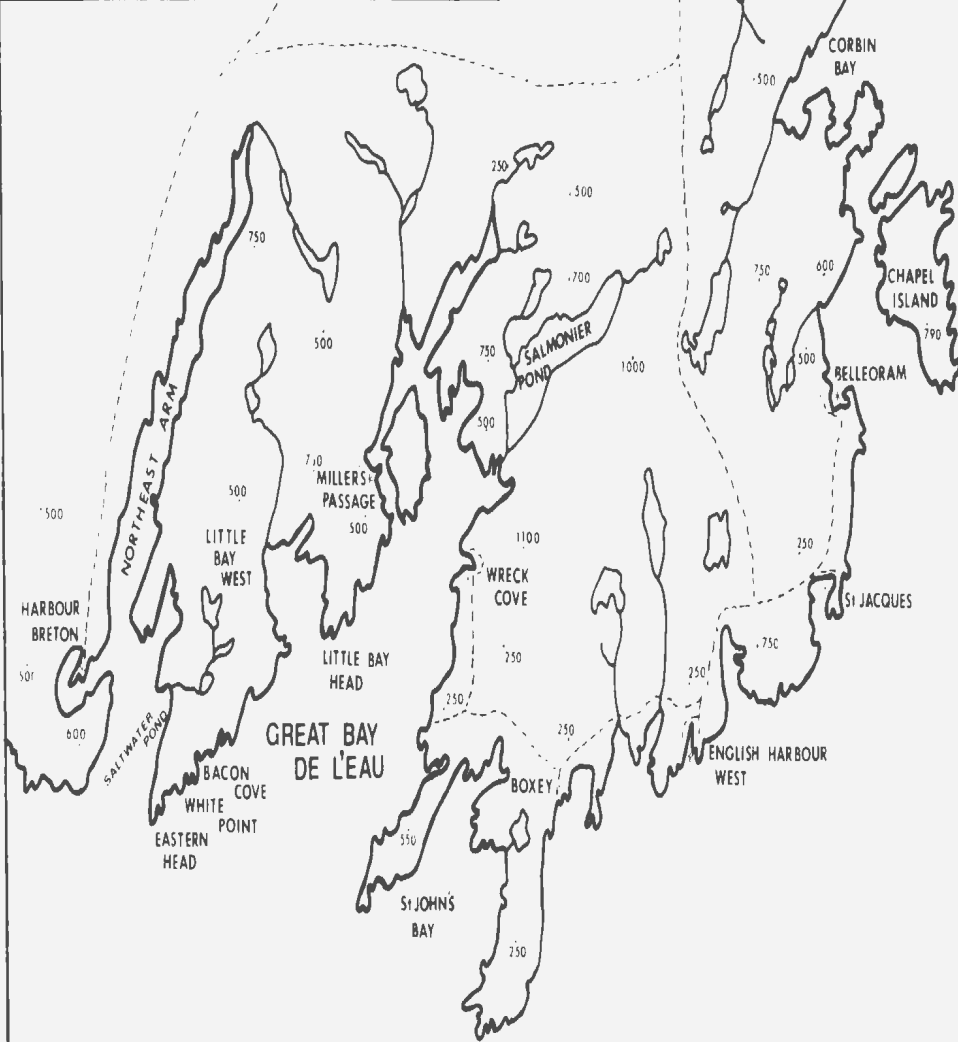 CORBIN
BAY
500
250
500
750
700
750
600
CHAPEL
ISLAND
790
500
750
SALMONIER
POND
1000
500
BELLEORAM
NORTHEAST ARM
500
MILLERS
PASSAGE
500
500
500
LITTLE
BAY
WEST
1100
250
WRECK
COVE
HARBOUR
BRETON
St JACQUES
LITTLE BAY
HEAD
250
750
250
250
600
SALTWATER
POND
GREAT BAY
DE L'EAU
250
ENGLISH HARBOUR
WEST
BACON
COVE
BOXEY
WHITE
POINT
EASTERN
HEAD
550
St JOHN'S
BAY
250